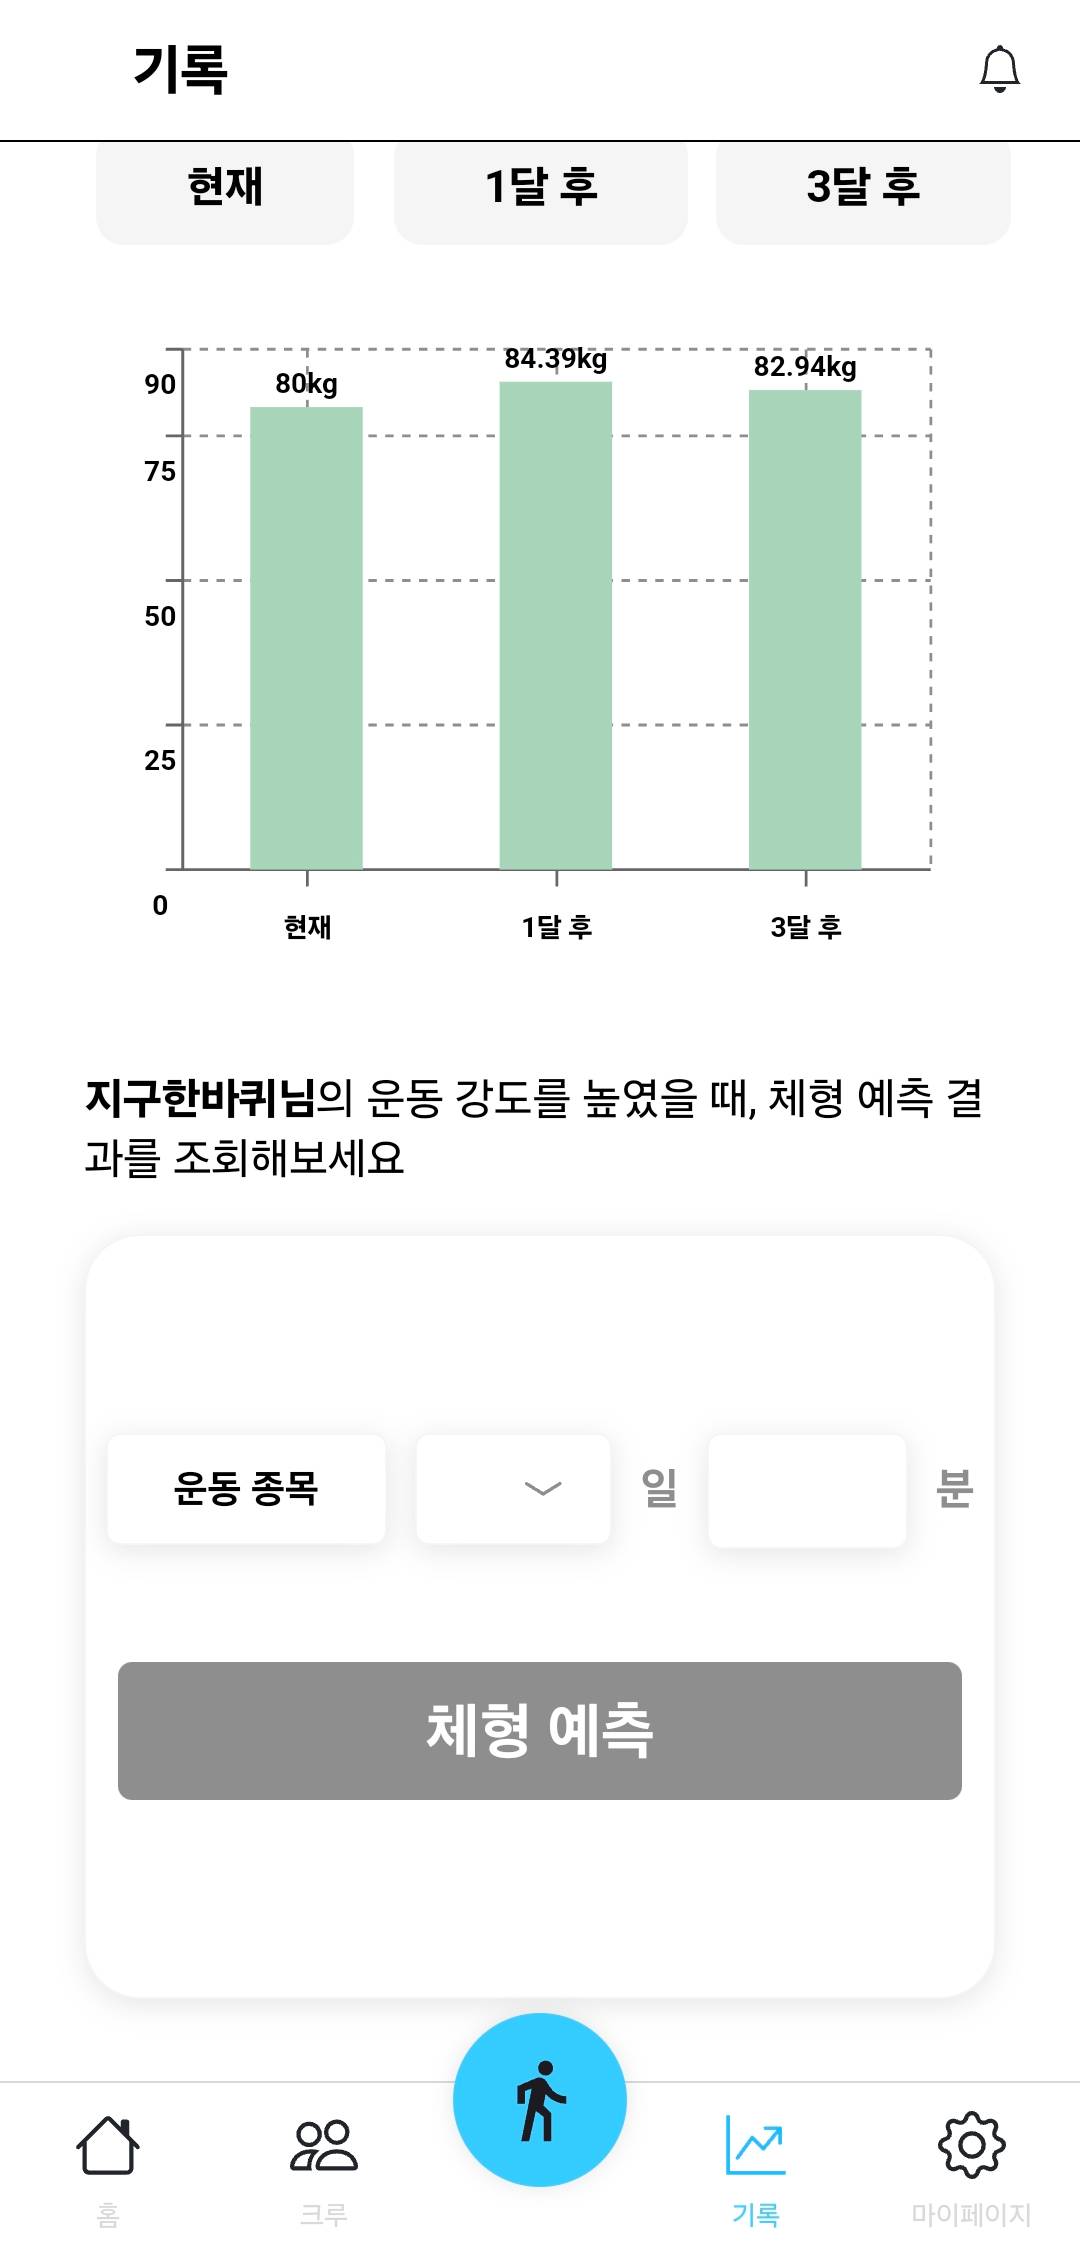 기록
현재
1달 후
3달 후
90
75
50
25
0
80kg
84.39kg
82.94kg
현재
1달 후
3달 후
지구한바퀴님의 운동 강도를 높였을 때, 체형 예측 결
과를 조회해보세요
운동 종목
일
분
체형 예측
홈
크루
기록
마이페이지